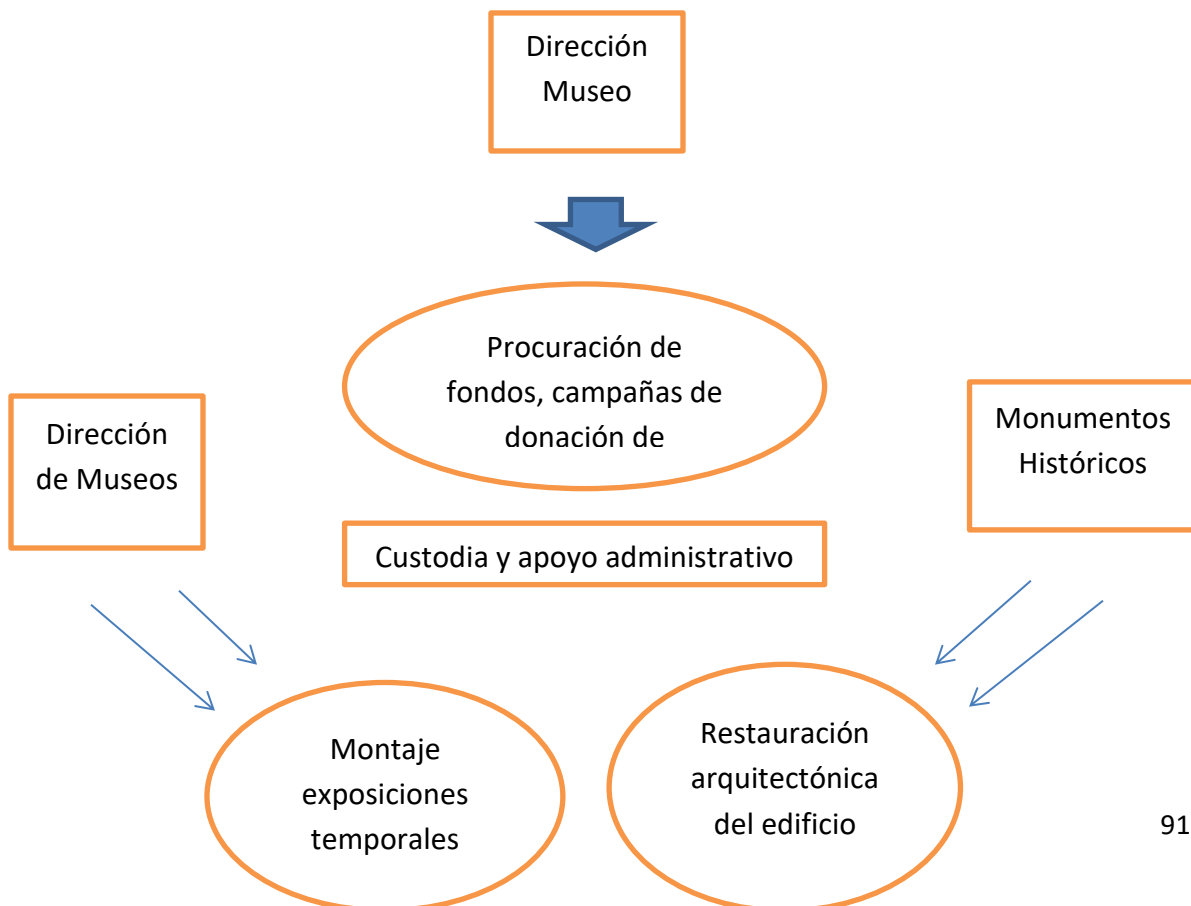 Dirección
Museo
Procuración de
fondos, campañas de
donación de
Dirección
de Museos
Monumentos
Históricos
Custodia y apoyo administrativo
Montaje
exposiciones
temporales
Restauración
arquitectónica
del edificio
91